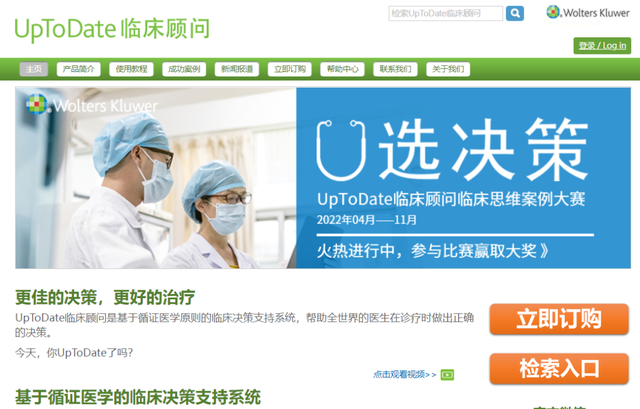 UpToDate 临床顾问
检索UpToDate临床顾问
Wolters Kluwer
登录 / Log in
主页
产品简介
使用教程
成功案例
新闻报道
立即订购
帮助中心
联系我们
关于我们
Wolters Kluwer
U选决策
UpToDate临床顾问临床思维案例大赛
2022年04月——11月
火热进行中，参与比赛赢取大奖 》
更佳的决策，更好的治疗
UpToDate临床顾问是基于循证医学原则的临床决策支持系统，帮助全世界的医生在诊疗时做出正确
的决策。
今天，你UpToDate了吗？
点击观看视频>>
立即订购
检索入口
基于循证医学的临床决策支持系统